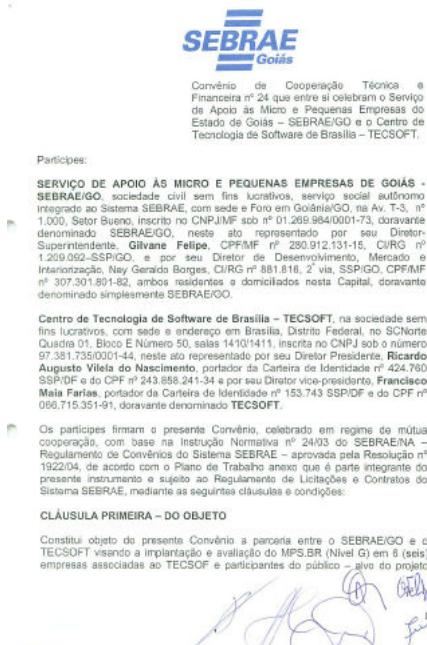 SEBRAE
Goiás
Convênio de Cooperação Técnica e
Financeira nº 24 que entre si celebram o Serviço
de Apoio às Micro e Pequenas Empresas do
Estado de Goiás – SEBRAE/GO e o Centro de
Tecnologia de Software de Brasília – TECSOFT.
Partícipes:
SERVIÇO DE APOIO ÀS MICRO E PEQUENAS EMPRESAS DE GOIÁS -
SEBRAE/GO, sociedade civil sem fins lucrativos, serviço social autônomo
integrado ao Sistema SEBRAE, com sede e Foro em Goiânia/GO, na Av. T-3, nº
1.000, Setor Bueno, inscrito no CNPJ/MF sob nº 01.269.984/0001-73, doravante
denominado SEBRAE/GO, neste ato representado por seu Diretor-
Superintendente, Gilvane Felipe, CPF/MF nº 280.912.131-15, CI/RG nº
1.209.092–SSP/GO, e por seu Diretor de Desenvolvimento, Mercado e
Interiorização, Ney Geraldo Borges, CI/RG nº 881.816, 2ª via, SSP/GO, CPF/MF
nº 307.301.801-82, ambos residentes e domiciliados nesta Capital, doravante
denominado simplesmente SEBRAE/GO.
Centro de Tecnologia de Software de Brasília – TECSOFT, na sociedade sem
fins lucrativos, com sede e endereço em Brasília, Distrito Federal, no SCNorte
Quadra 01, Bloco E Número 50, salas 1410/1411, inscrita no CNPJ sob o número
97.381.735/0001-44, neste ato representado por seu Diretor Presidente, Ricardo
Augusto Vilela do Nascimento, portador da Carteira de Identidade nº 424.760
SSP/DF e do CPF nº 243.858.241-34 e por seu Diretor vice-presidente, Francisco
Maia Farias, portador da Carteira de Identidade nº 153.743 SSP/DF e do CPF nº
066.715.351-91, doravante denominado TECSOFT.
Os partícipes firmam o presente Convênio, celebrado em regime de mútua
cooperação, com base na Instrução Normativa nº 24/03 do SEBRAE/NA –
Regulamento de Convênios do Sistema SEBRAE – aprovada pela Resolução nº
1922/04, de acordo com o Plano de Trabalho anexo que é parte integrante do
presente instrumento e sujeito ao Regulamento de Licitações e Contratos do
Sistema SEBRAE, mediante as seguintes cláusulas e condições:
CLÁUSULA PRIMEIRA – DO OBJETO
Constitui objeto do presente Convênio a parceria entre o SEBRAE/GO e o
TECSOFT visando a implantação e avaliação do MPS.BR (Nível G) em 6 (seis)
empresas associadas ao TECSOF e participantes do público – alvo do projeto